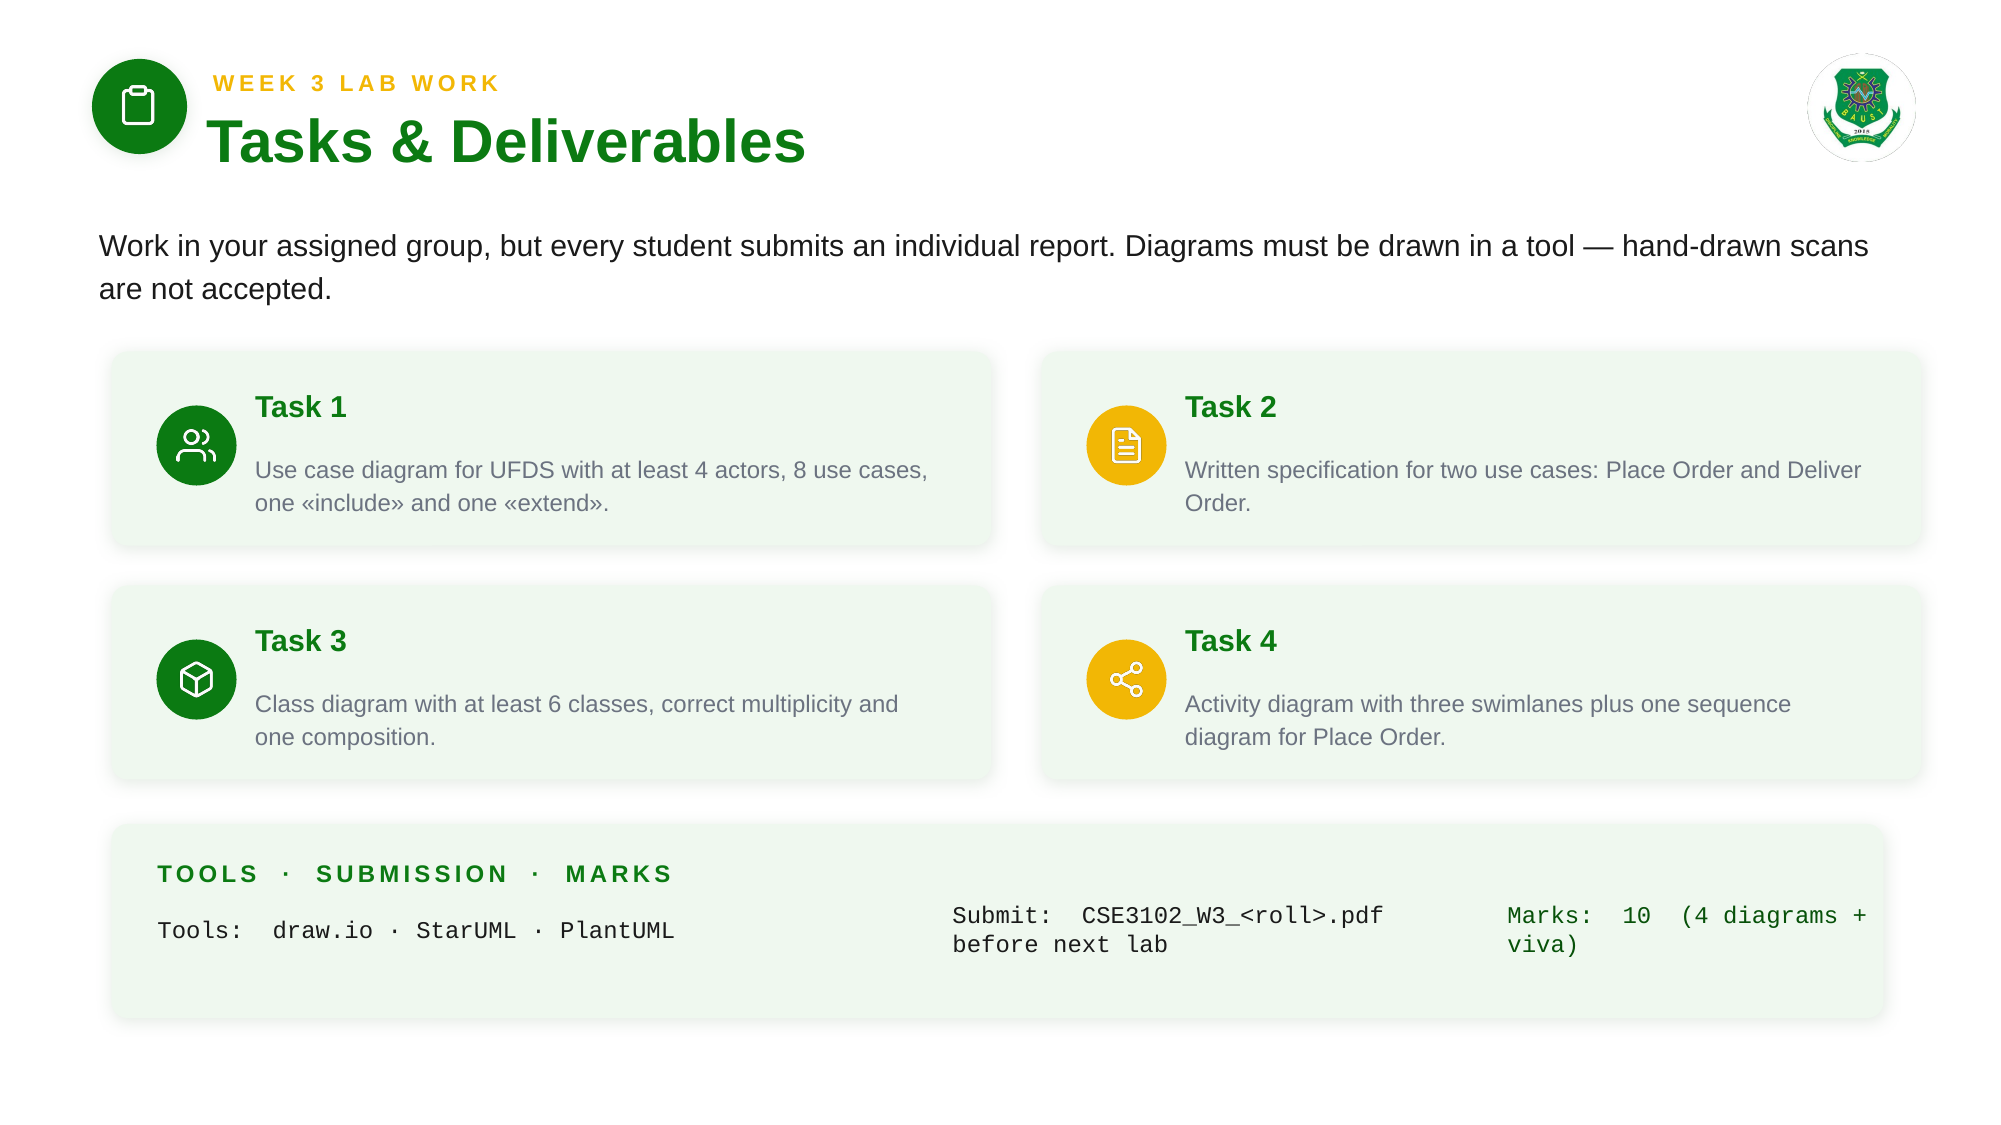 WEEK 3 LAB WORK
Tasks & Deliverables
BAUST
2015
KNOWLEDGE
Work in your assigned group, but every student submits an individual report. Diagrams must be drawn in a tool — hand-drawn scans
are not accepted.
Task 1
Use case diagram for UFDS with at least 4 actors, 8 use cases,
one «include» and one «extend».
Task 2
Written specification for two use cases: Place Order and Deliver
Order.
Task 3
Class diagram with at least 6 classes, correct multiplicity and
one composition.
Task 4
Activity diagram with three swimlanes plus one sequence
diagram for Place Order.
TOOLS · SUBMISSION · MARKS
Tools: draw.io · StarUML · PlantUML
Submit: CSE3102_W3_<roll>.pdf
before next lab
Marks: 10 (4 diagrams +
viva)